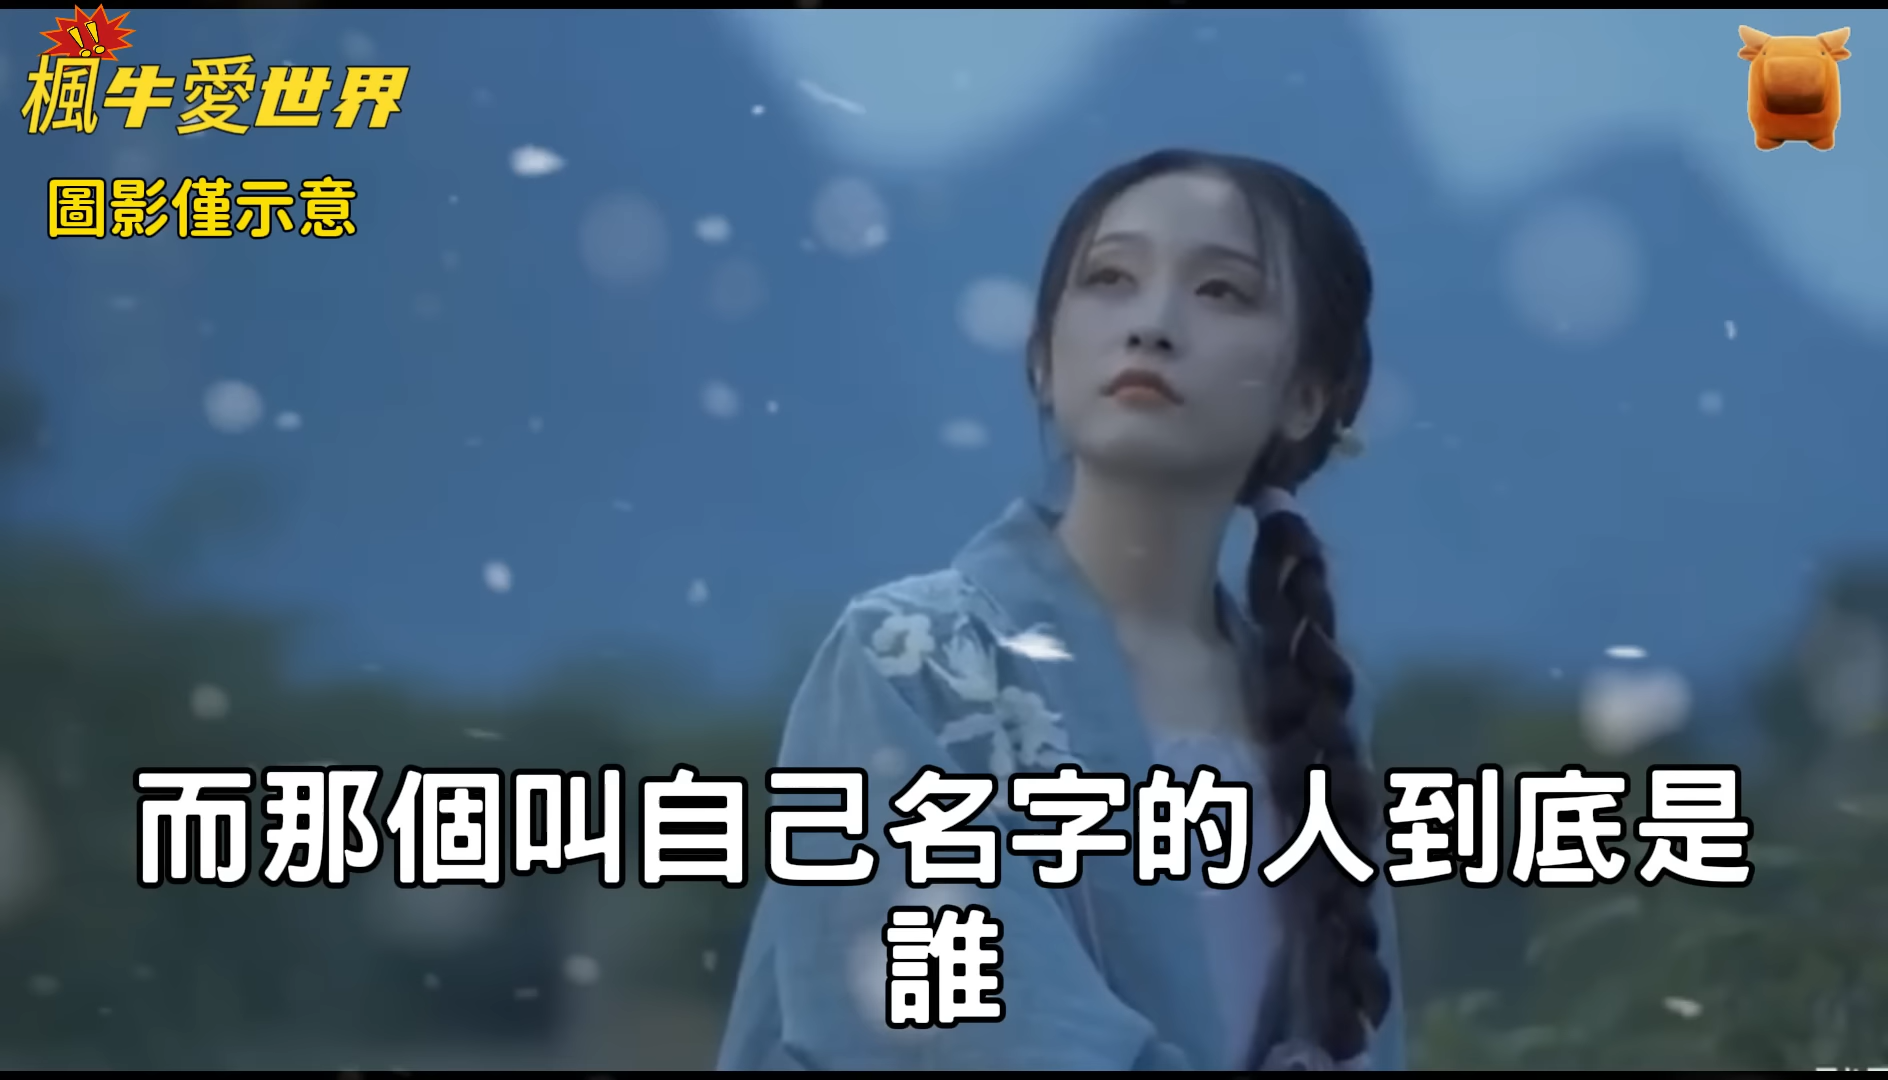 !!
楓牛愛世界
圖影僅示意
而那個叫自己名字的人到底是
誰